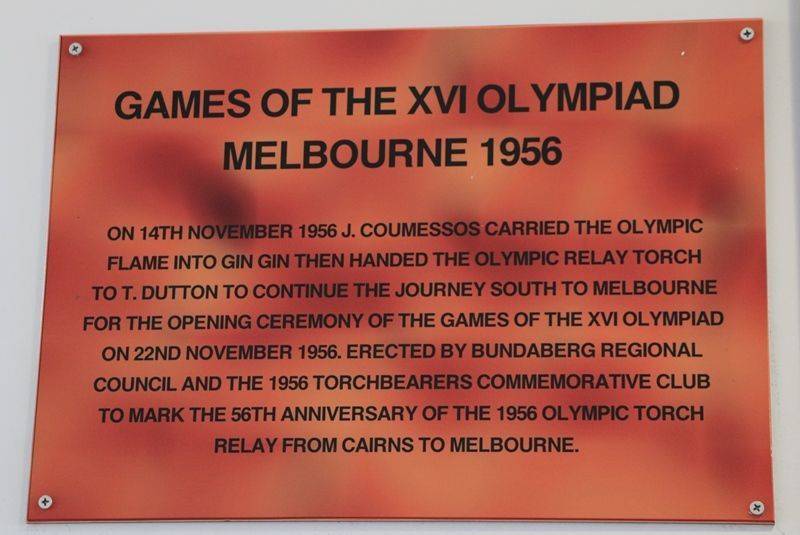 GAMES OF THE XVI OLYMPIAD
MELBOURNE 1956
ON 14TH NOVEMBER 1956 J. COUMESSOS CARRIED THE OLYMPIC
FLAME INTO GIN GIN THEN HANDED THE OLYMPIC RELAY TORCH
TO T. DUTTON TO CONTINUE THE JOURNEY SOUTH TO MELBOURNE
FOR THE OPENING CEREMONY OF THE GAMES OF THE XVI OLYMPIAD
ON 22ND NOVEMBER 1956. ERECTED BY BUNDABERG REGIONAL
COUNCIL AND THE 1956 TORCHBEARERS COMMEMORATIVE CLUB
TO MARK THE 56TH ANNIVERSARY OF THE 1956 OLYMPIC TORCH
RELAY FROM CAIRNS TO MELBOURNE.